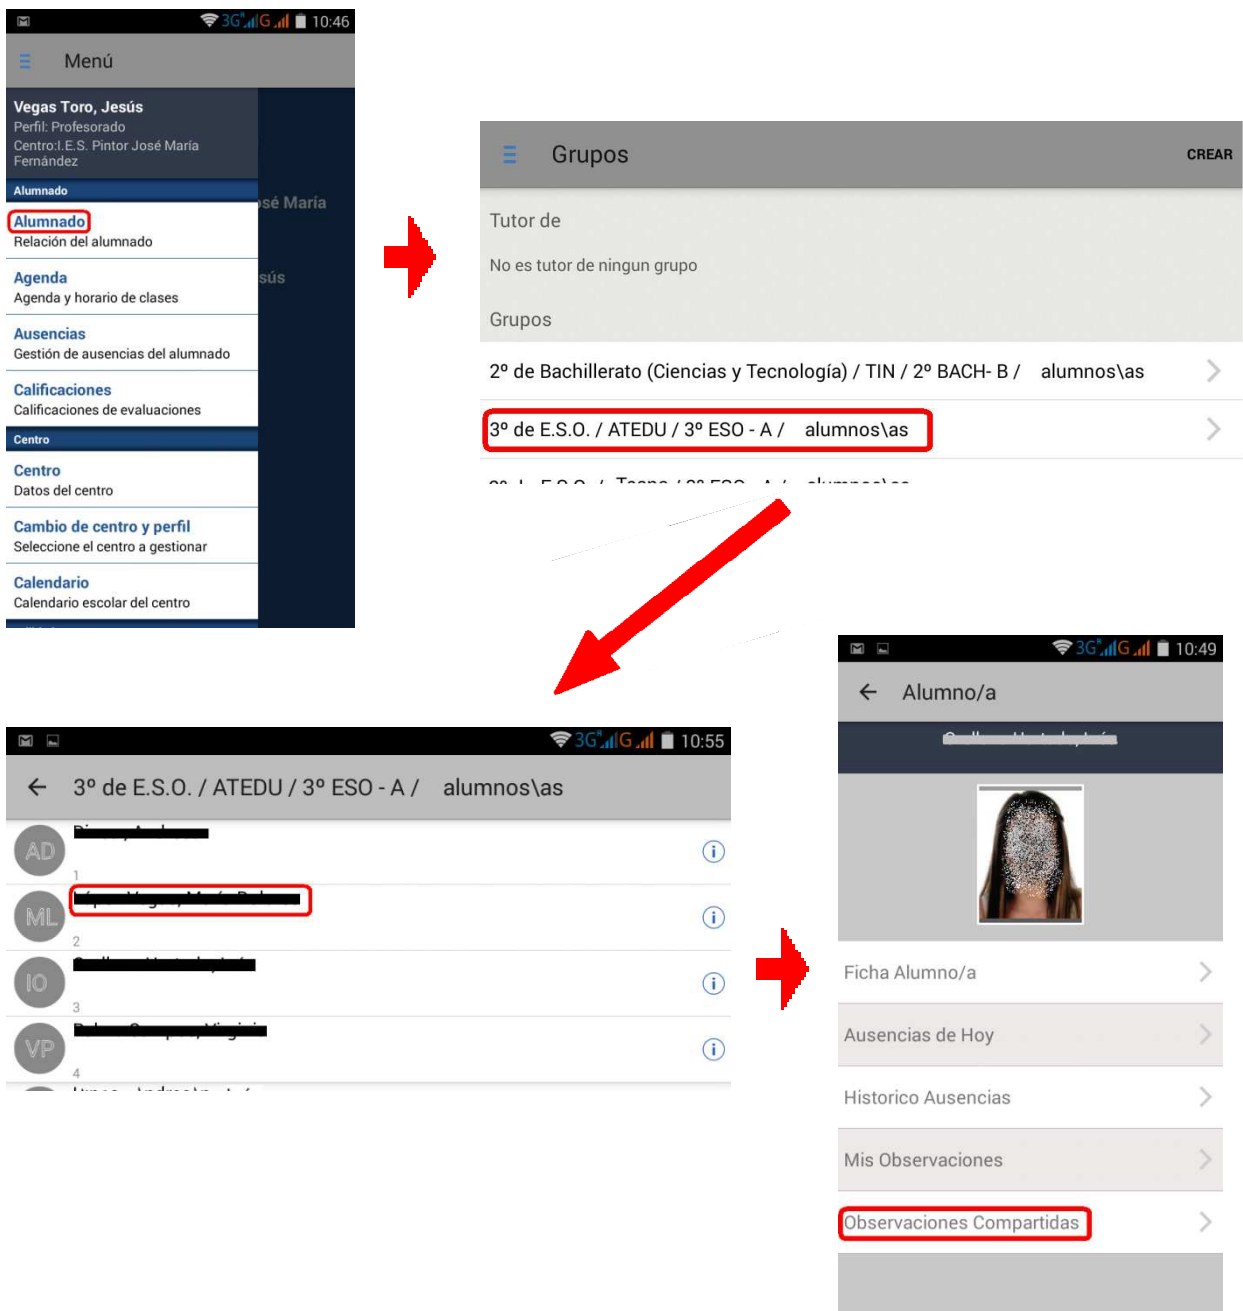 3G G 10:46
Menú
Vegas Toro, Jesús
Perfil: Profesorado
Centro:I.E.S. Pintor José María
Fernández
Alumnado
Alumnado
Relación del alumnado
Agenda
Agenda y horario de clases
Ausencias
Gestión de ausencias del alumnado
Calificaciones
Calificaciones de evaluaciones
Centro
Centro
Datos del centro
Cambio de centro y perfil
Seleccione el centro a gestionar
Calendario
Calendario escolar del centro
sé María
sús
Grupos
CREAR
Tutor de
No es tutor de ningun grupo
Grupos
2º de Bachillerato (Ciencias y Tecnología) / TIN / 2º BACH- B / alumnos\as
3º de E.S.O. / ATEDU / 3º ESO - A / alumnos\as
3G G 10:55
3º de E.S.O. / ATEDU / 3º ESO - A / alumnos\as
AD
1
ML
2
IO
3
VP
4
3G G 10:49
Alumno/a
Ficha Alumno/a
Ausencias de Hoy
Historico Ausencias
Mis Observaciones
Observaciones Compartidas